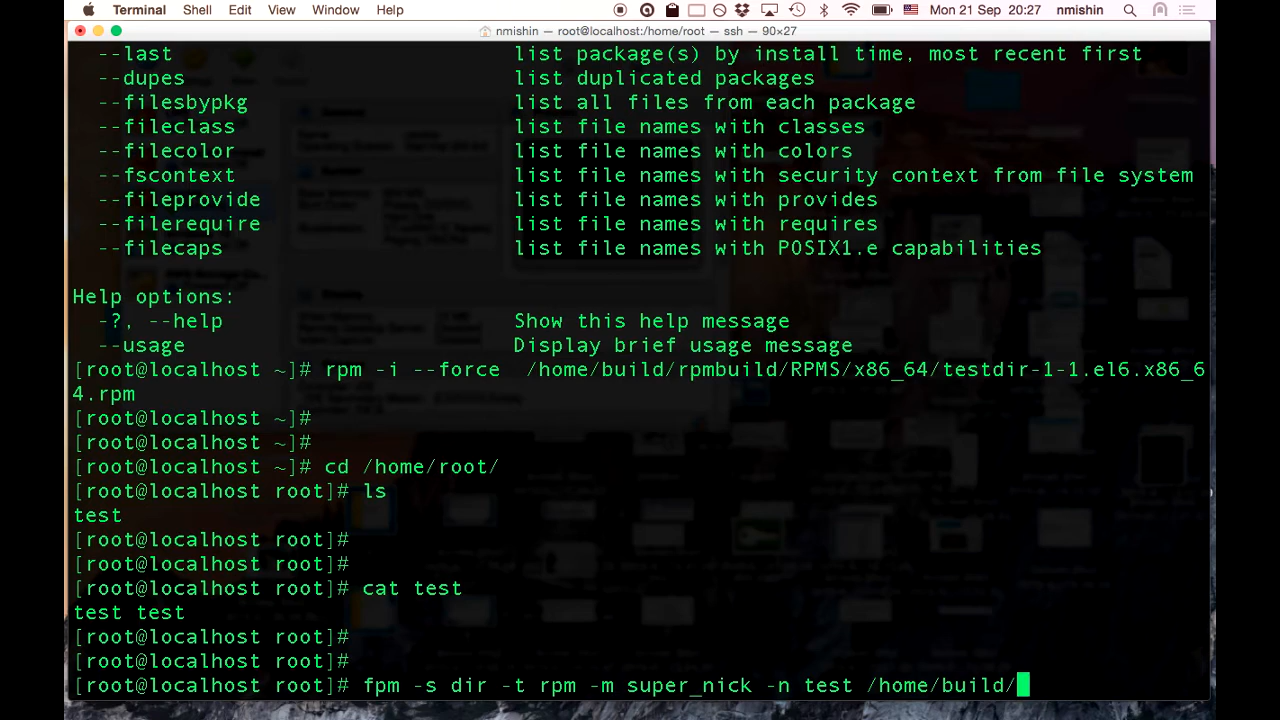 Terminal Shell Edit View Window Help Mon 21 Sep 20:27 nmishin
nmishin — root@localhost:/home/root — ssh — 90×27
--last list package(s) by install time, most recent first
--dupes list duplicated packages
--filesbypkg list all files from each package
--fileclass list file names with classes
--filecolor list file names with colors
--fscontext list file names with security context from file system
--fileprovide list file names with provides
--filerequire list file names with requires
--filecaps list file names with POSIX1.e capabilities
Help options:
-?, --help Show this help message
--usage Display brief usage message
[root@localhost ~]# rpm -i --force  /home/build/rpmbuild/RPMS/x86_64/testdir-1-1.el6.x86_6
4.rpm
[root@localhost ~]#
[root@localhost ~]#
[root@localhost ~]# cd /home/root/
[root@localhost root]# ls
test
[root@localhost root]#
[root@localhost root]#
[root@localhost root]# cat test
test test
[root@localhost root]#
[root@localhost root]#
[root@localhost root]# fpm -s dir -t rpm -m super_nick -n test /home/build/